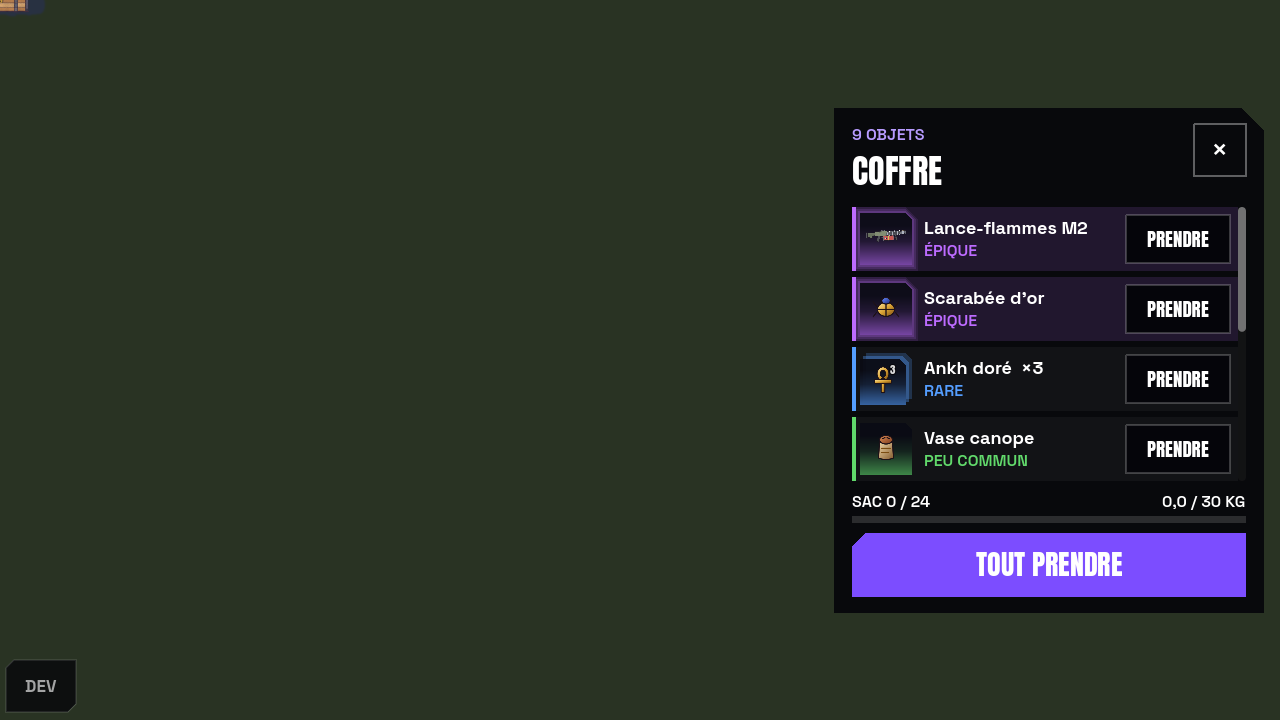 9 OBJETS
COFFRE
×
Lance-flammes M2
ÉPIQUE
PRENDRE
Scarabée d'or
ÉPIQUE
PRENDRE
3
Ankh doré ×3
RARE
PRENDRE
Vase canope
PEU COMMUN
PRENDRE
SAC 0 / 24
0,0 / 30 KG
TOUT PRENDRE
DEV